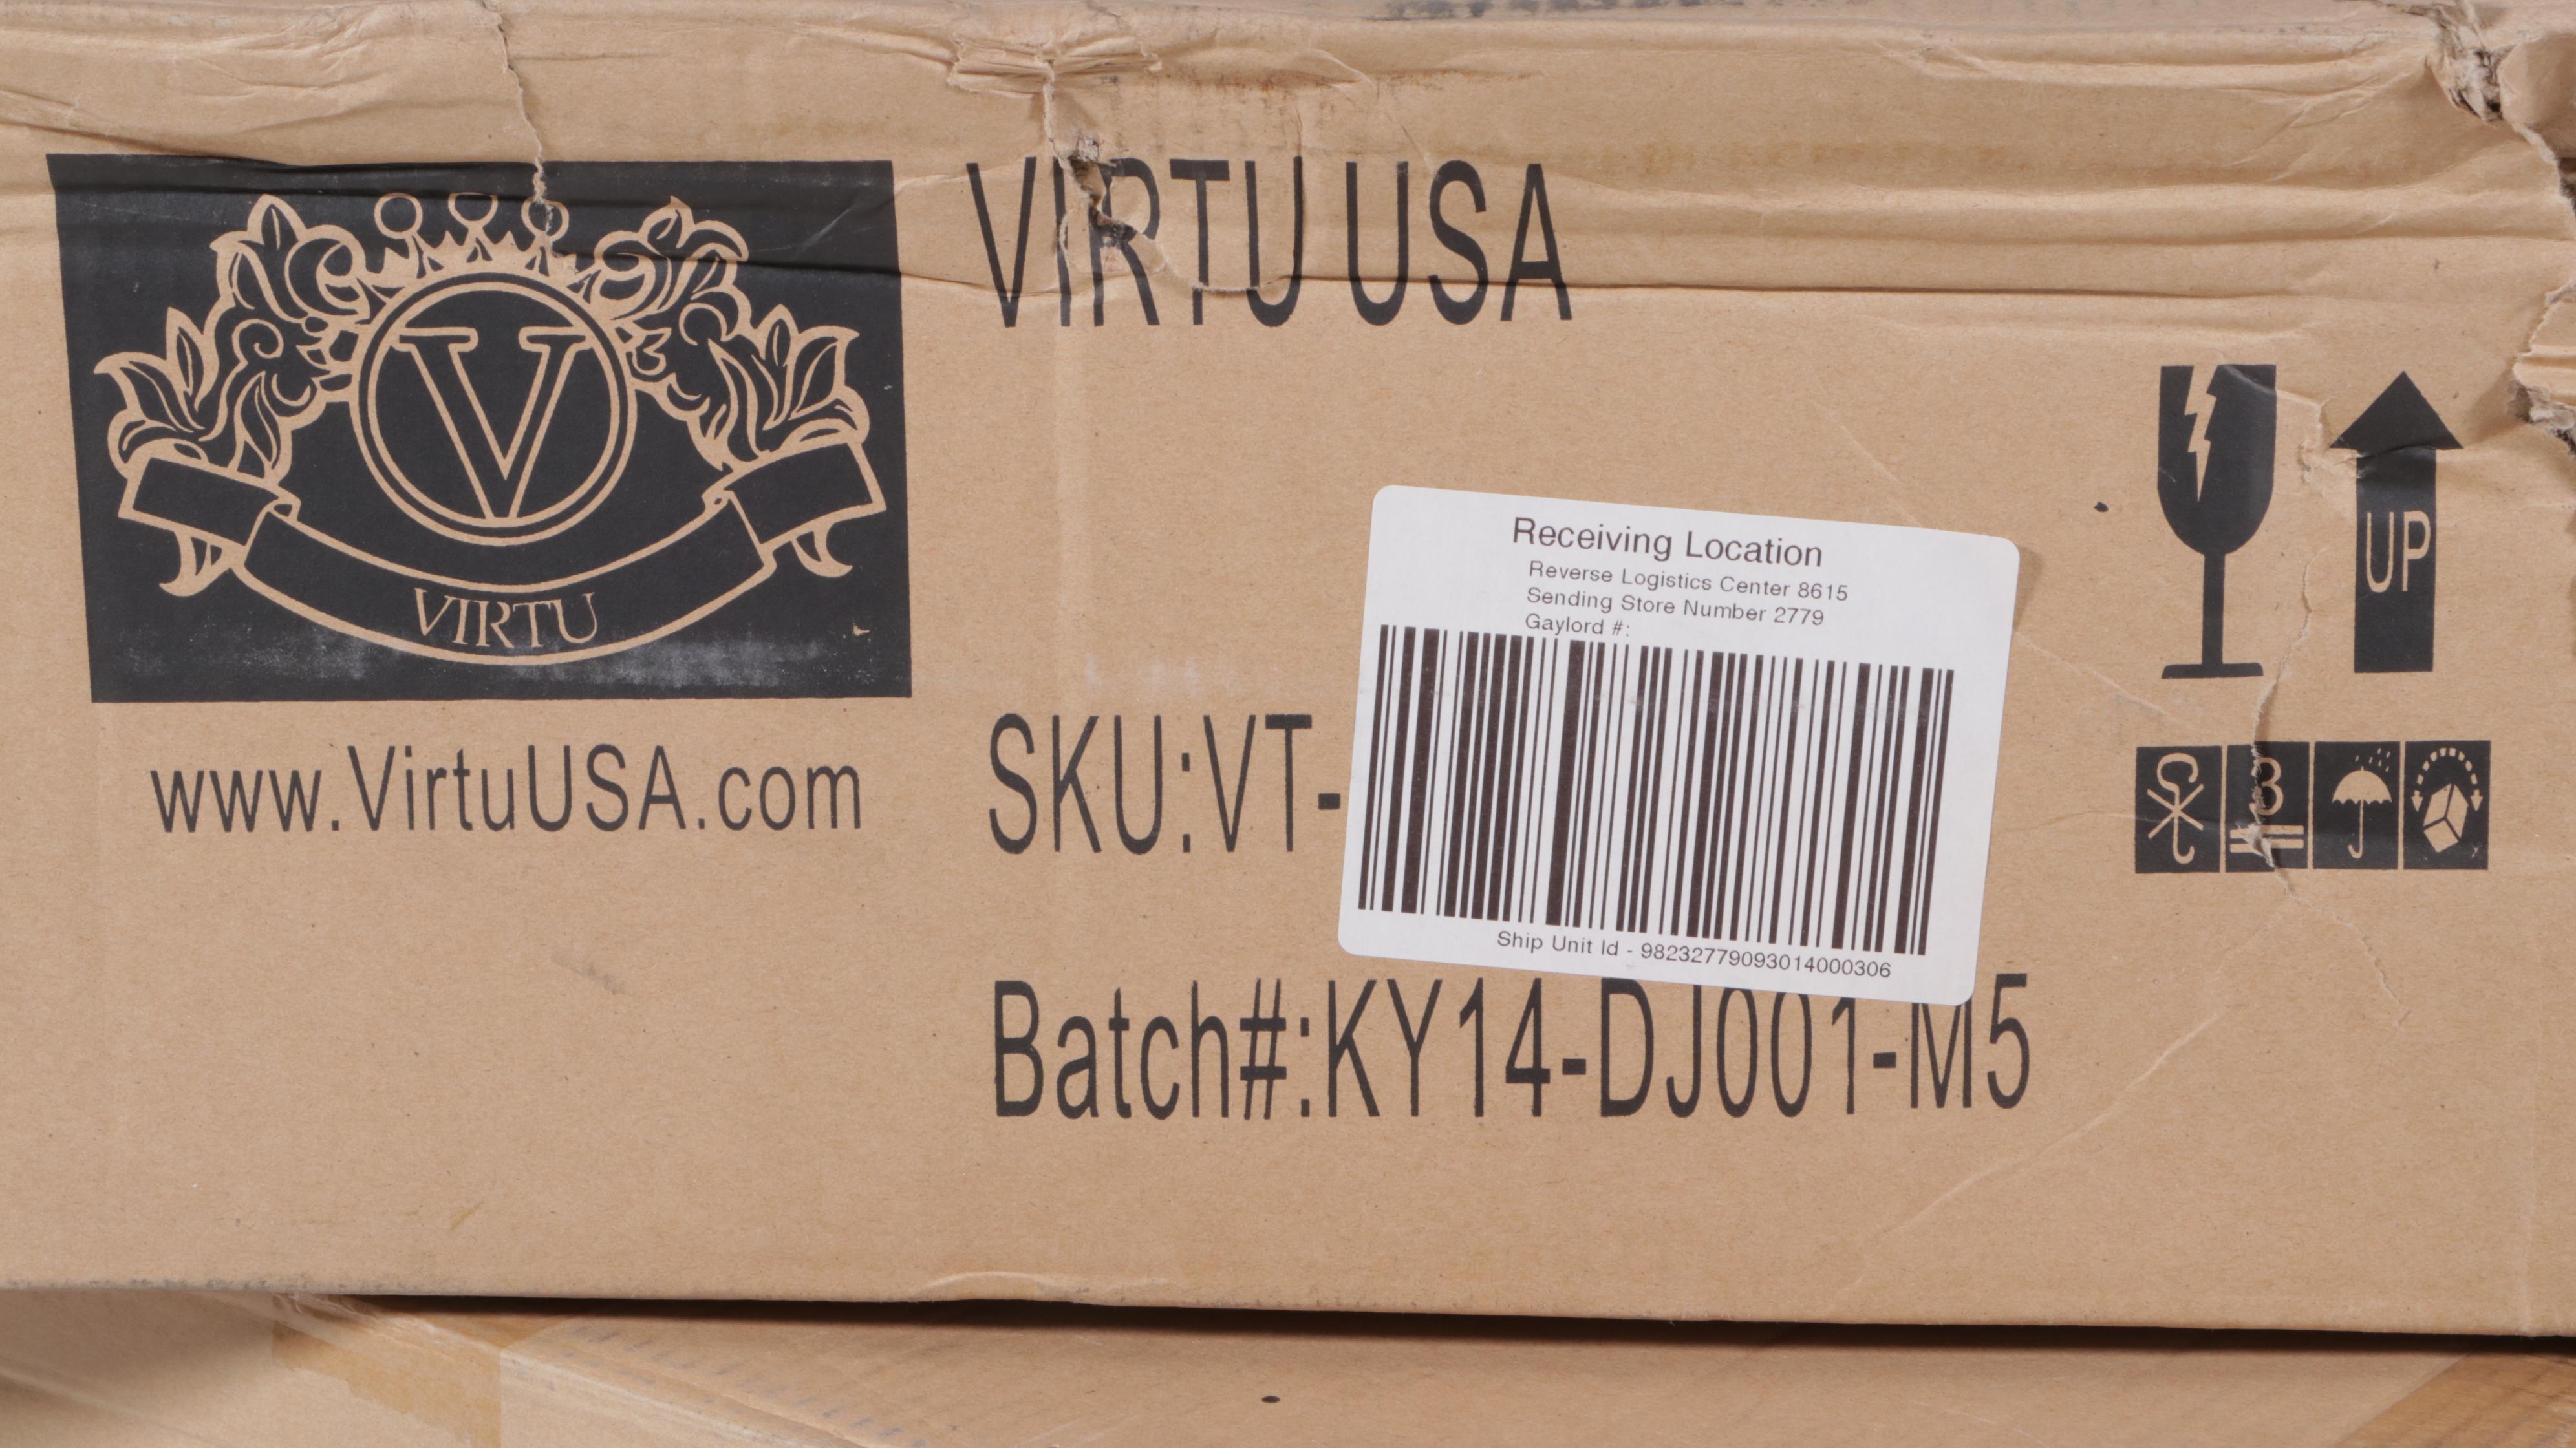 VIRTU USA
V
VIRTU
www.VirtuUSA.com
Receiving Location
Reverse Logistics Center 8615
Sending Store Number 2779
Gaylord #:
Ship Unit Id - 98232779093014000306
SKU:VT-
Batch#:KY14-DJ001-M5
UP
3